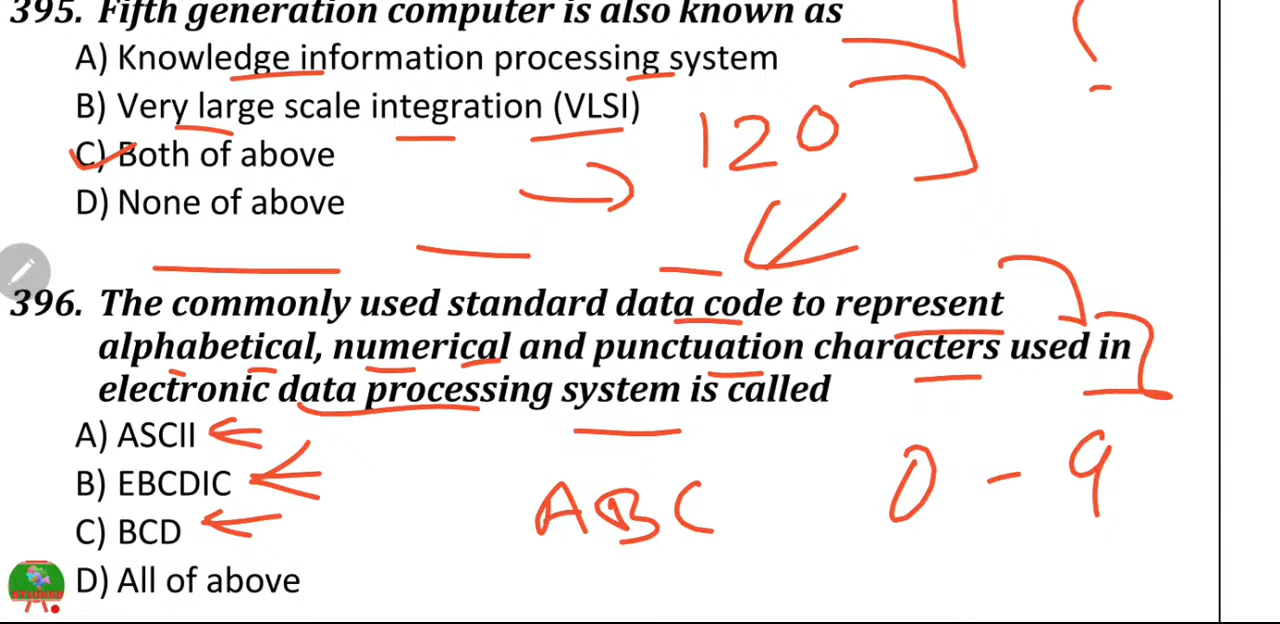 395. Fifth generation computer is also known as
A) Knowledge information processing system
B) Very large scale integration (VLSI)
120
C) Both of above
D) None of above
396. The commonly used standard data code to represent
alphabetical, numerical and punctuation characters used in
electronic data processing system is called
A) ASCII
B) EBCDIC
0 - 9
ABC
C) BCD
D) All of above